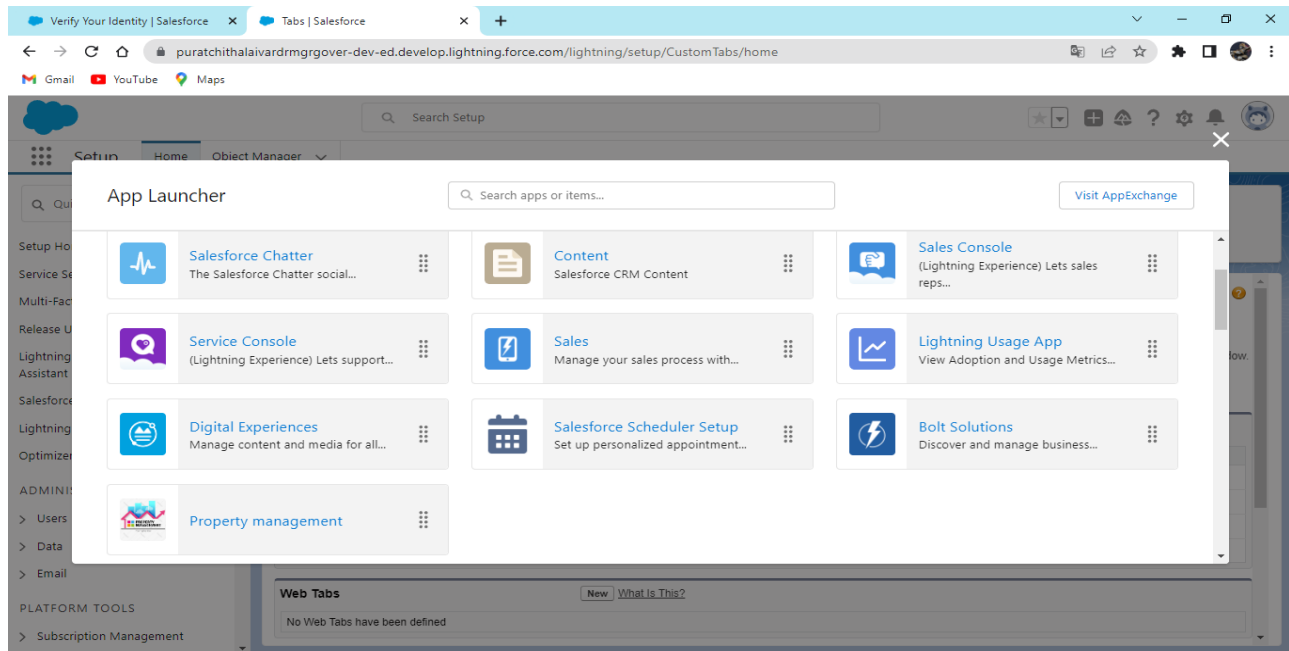 Verify Your Identity | Salesforce
Tabs | Salesforce
puratchithalaivardrmgrgover-dev-ed.develop.lightning.force.com/lightning/setup/CustomTabs/home
Gmail YouTube Maps
Search Setup
Setup Home Object Manager
App Launcher
Search apps or items...
Visit AppExchange
Qui
Setup Ho
Service Se
Multi-Fac
Release U
Lightning
Assistant
Salesforce
Lightning
Optimizer
ADMINIS
Users
Data
Email
PLATFORM TOOLS
Subscription Management
Salesforce Chatter
The Salesforce Chatter social...
Content
Salesforce CRM Content
Sales Console
(Lightning Experience) Lets sales
reps...
Service Console
(Lightning Experience) Lets support...
Sales
Manage your sales process with...
Lightning Usage App
View Adoption and Usage Metrics...
Digital Experiences
Manage content and media for all...
Salesforce Scheduler Setup
Set up personalized appointment...
Bolt Solutions
Discover and manage business...
Property management
low.
Web Tabs
New What Is This?
No Web Tabs have been defined